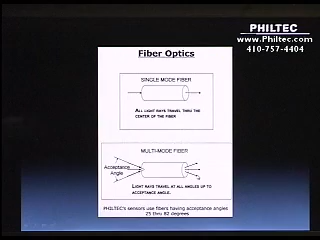 PHILTEC
www.Philtec.com
410-757-4404
Fiber Optics
SINGLE MODE FIBER
ALL LIGHT RAYS TRAVEL THRU THE
CENTER OF THE FIBER
MULTI-MODE FIBER
Acceptance
Angle
LIGHT RAYS TRAVEL AT ALL ANGLES UP TO
ACCEPTANCE ANGLE.
PHILTEC's sensors use fibers having acceptance angles
25 thru 82 degrees